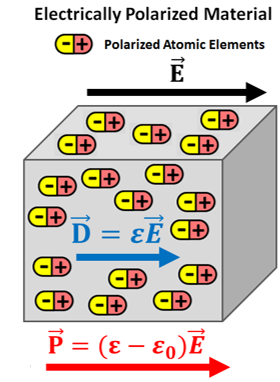 Electrically Polarized Material
- + Polarized Atomic Elements
E⃗
- + - + - +
- + - +
- + - + - +
- + - +
- + - +
D⃗ = εE⃗
- + - + - +
- + - + - +
P⃗ = (ε − ε₀)E⃗